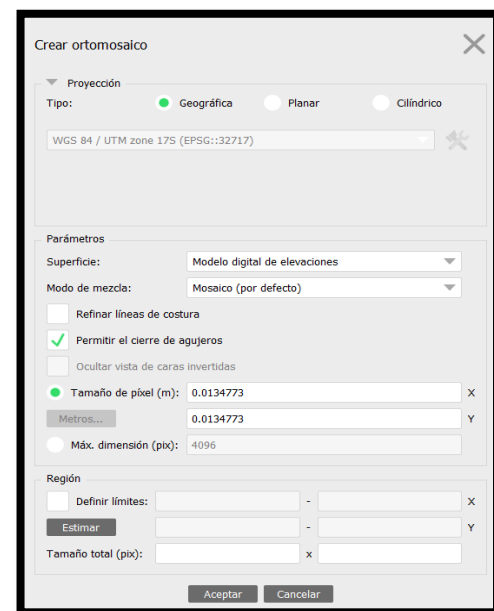 Crear ortomosaico
Proyección
Tipo: Geográfica Planar Cilíndrico
WGS 84 / UTM zone 17S (EPSG::32717)
Parámetros
Superficie: Modelo digital de elevaciones
Modo de mezcla: Mosaico (por defecto)
Refinar líneas de costura
Permitir el cierre de agujeros
Ocultar vista de caras invertidas
Tamaño de píxel (m): 0.0134773 X
Metros... 0.0134773 Y
Máx. dimensión (pix): 4096
Región
Definir límites: - X
Estimar - Y
Tamaño total (pix): x
Aceptar Cancelar